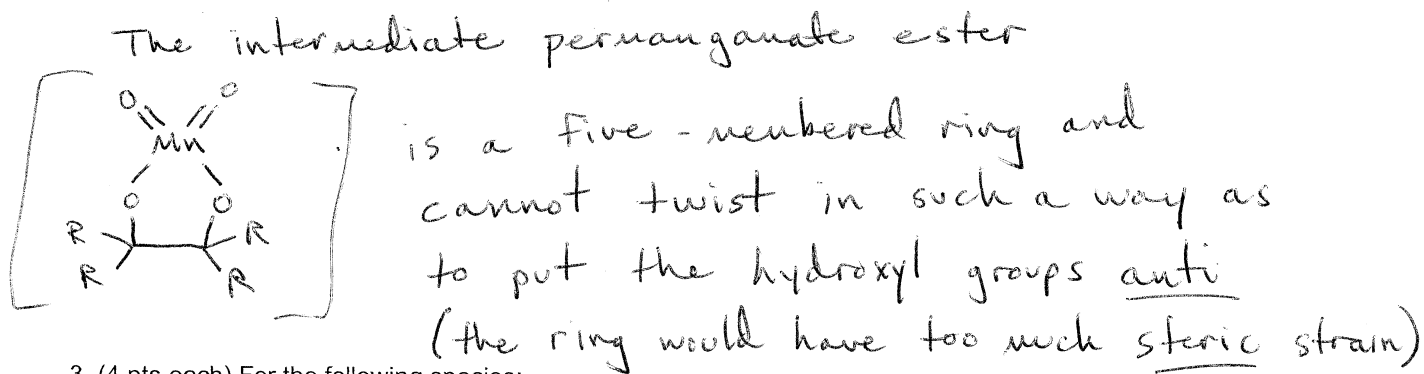 The intermediate permanganate ester
O O
Mn
is a five-membered ring and
O O
cannot twist in such a way as
R R
R R
to put the hydroxyl groups anti
(the ring would have too much steric strain)
3. (4 pts each) For the following species: